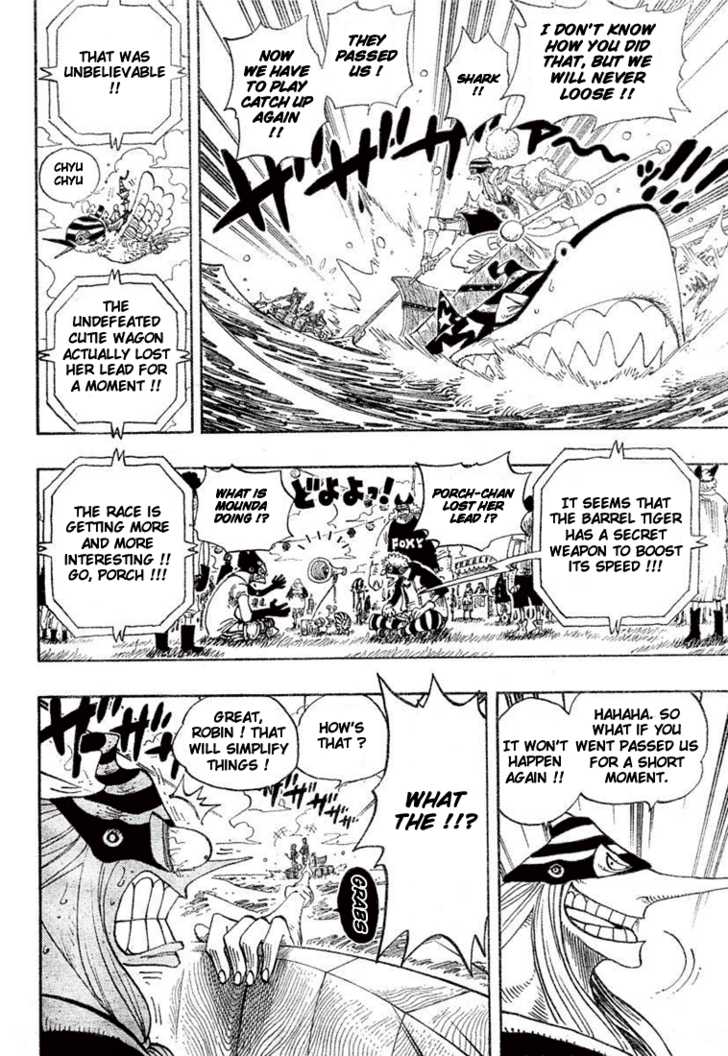 I DON'T KNOW
HOW YOU DID
THAT, BUT WE
WILL NEVER
LOOSE !!
SHARK
!!
THEY
PASSED
US !
NOW
WE HAVE
TO PLAY
CATCH UP
AGAIN
!!
THAT WAS
UNBELIEVABLE
!!
CHYU
CHYU
THE
UNDEFEATED
CUTIE WAGON
ACTUALLY LOST
HER LEAD FOR
A MOMENT !!
IT SEEMS THAT
THE BARREL TIGER
HAS A SECRET
WEAPON TO BOOST
ITS SPEED !!!
PORCH-CHAN
LOST HER
LEAD !?
どよよっ!
FOXY
WHAT IS
MOUNDA
DOING !?
THE RACE IS
GETTING MORE
AND MORE
INTERESTING !!
GO, PORCH !!!
HAHAHA. SO
WHAT IF YOU
WENT PASSED US
FOR A SHORT
MOMENT.
IT WON'T
HAPPEN
AGAIN !!
WHAT
THE !!?
GRABS
HOW'S
THAT ?
GREAT,
ROBIN ! THAT
WILL SIMPLIFY
THINGS !
ザザザ